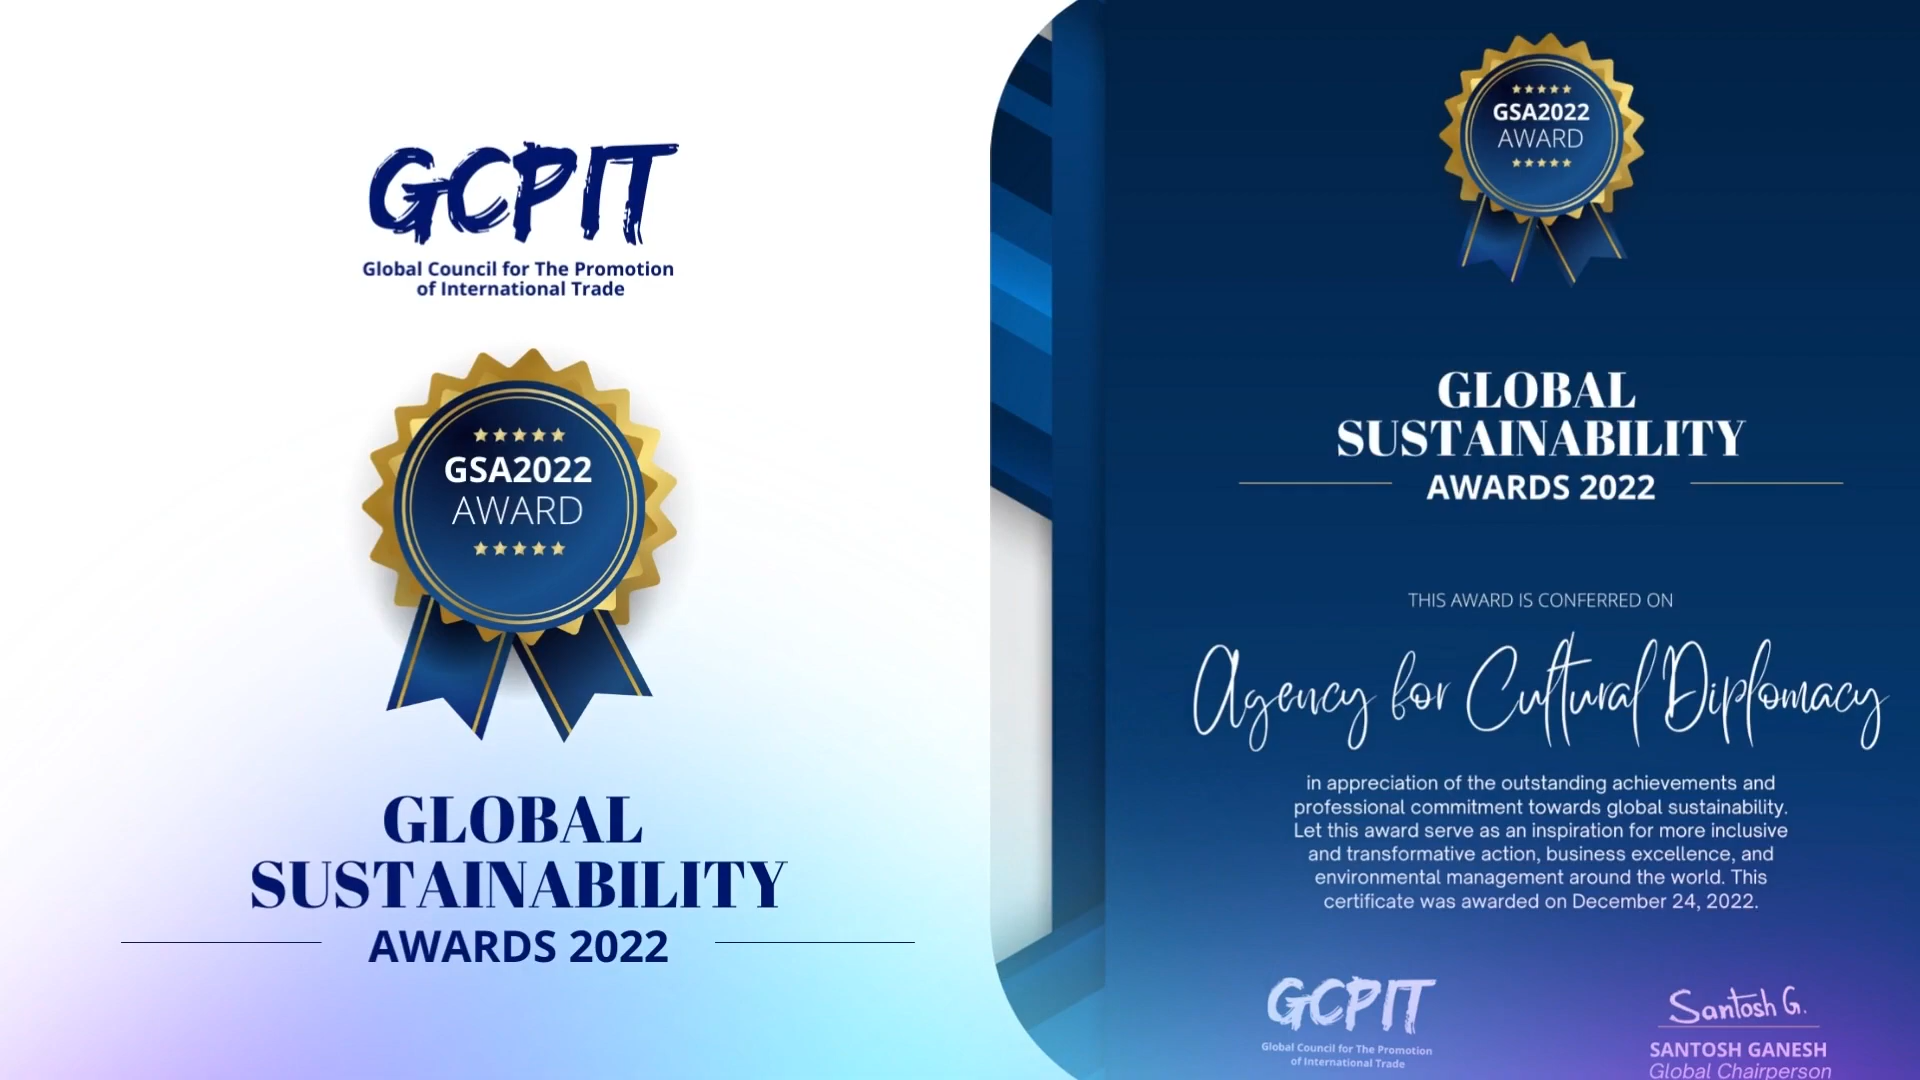 GCPIT
Global Council for The Promotion
of International Trade
GSA2022
AWARD
GLOBAL
SUSTAINABILITY
AWARDS 2022
GSA2022
AWARD
GLOBAL
SUSTAINABILITY
AWARDS 2022
THIS AWARD IS CONFERRED ON
Agency for Cultural Diplomacy
in appreciation of the outstanding achievements and
professional commitment towards global sustainability.
Let this award serve as an inspiration for more inclusive
and transformative action, business excellence, and
environmental management around the world. This
certificate was awarded on December 24, 2022.
GCPIT
Global Council for The Promotion
of International Trade
Santosh G.
SANTOSH GANESH
Global Chairperson